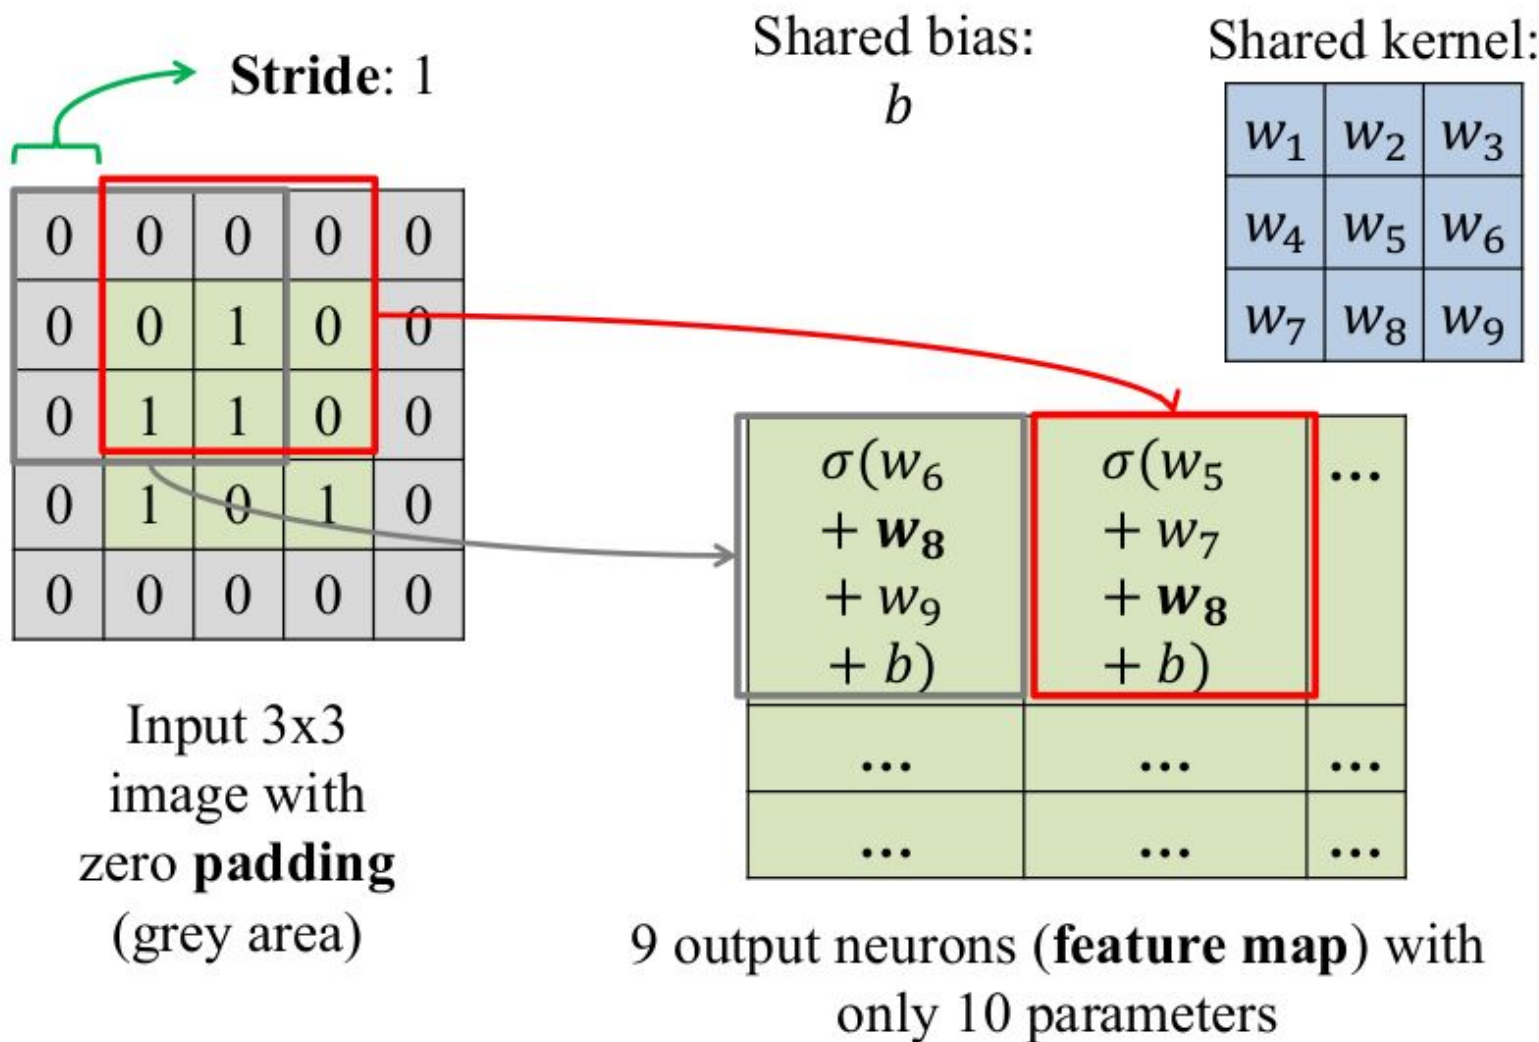 Stride: 1
Shared bias:
b
Shared kernel:
w₁ w₂ w₃
w₄ w₅ w₆
w₇ w₈ w₉
0 0 0 0 0
0 0 1 0 0
0 1 1 0 0
0 1 0 1 0
0 0 0 0 0
σ(w₆
+ w₈
+ w₉
+ b)
σ(w₅
+ w₇
+ w₈
+ b)
...
... ... ...
... ... ...
Input 3x3
image with
zero padding
(grey area)
9 output neurons (feature map) with
only 10 parameters